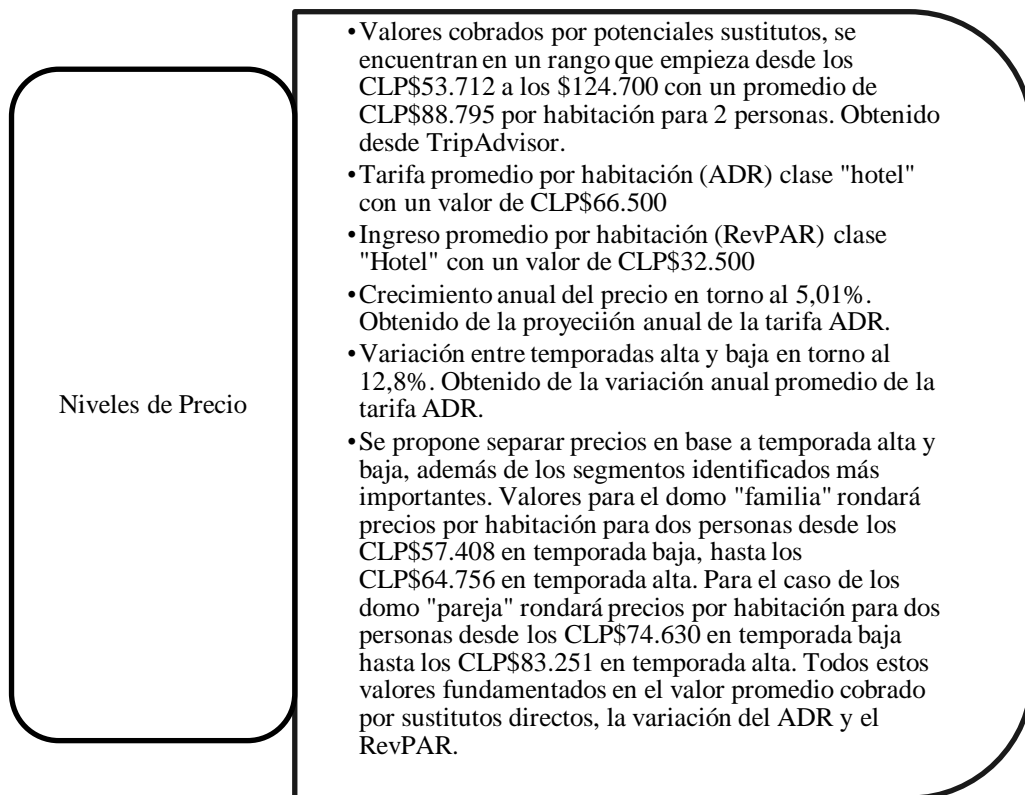 Niveles de Precio
•Valores cobrados por potenciales sustitutos, se
encuentran en un rango que empieza desde los
CLP$53.712 a los $124.700 con un promedio de
CLP$88.795 por habitación para 2 personas. Obtenido
desde TripAdvisor.
•Tarifa promedio por habitación (ADR) clase "hotel"
con un valor de CLP$66.500
•Ingreso promedio por habitación (RevPAR) clase
"Hotel" con un valor de CLP$32.500
•Crecimiento anual del precio en torno al 5,01%.
Obtenido de la proyeciión anual de la tarifa ADR.
•Variación entre temporadas alta y baja en torno al
12,8%. Obtenido de la variación anual promedio de la
tarifa ADR.
•Se propone separar precios en base a temporada alta y
baja, además de los segmentos identificados más
importantes. Valores para el domo "familia" rondará
precios por habitación para dos personas desde los
CLP$57.408 en temporada baja, hasta los
CLP$64.756 en temporada alta. Para el caso de los
domo "pareja" rondará precios por habitación para dos
personas desde los CLP$74.630 en temporada baja
hasta los CLP$83.251 en temporada alta. Todos estos
valores fundamentados en el valor promedio cobrado
por sustitutos directos, la variación del ADR y el
RevPAR.